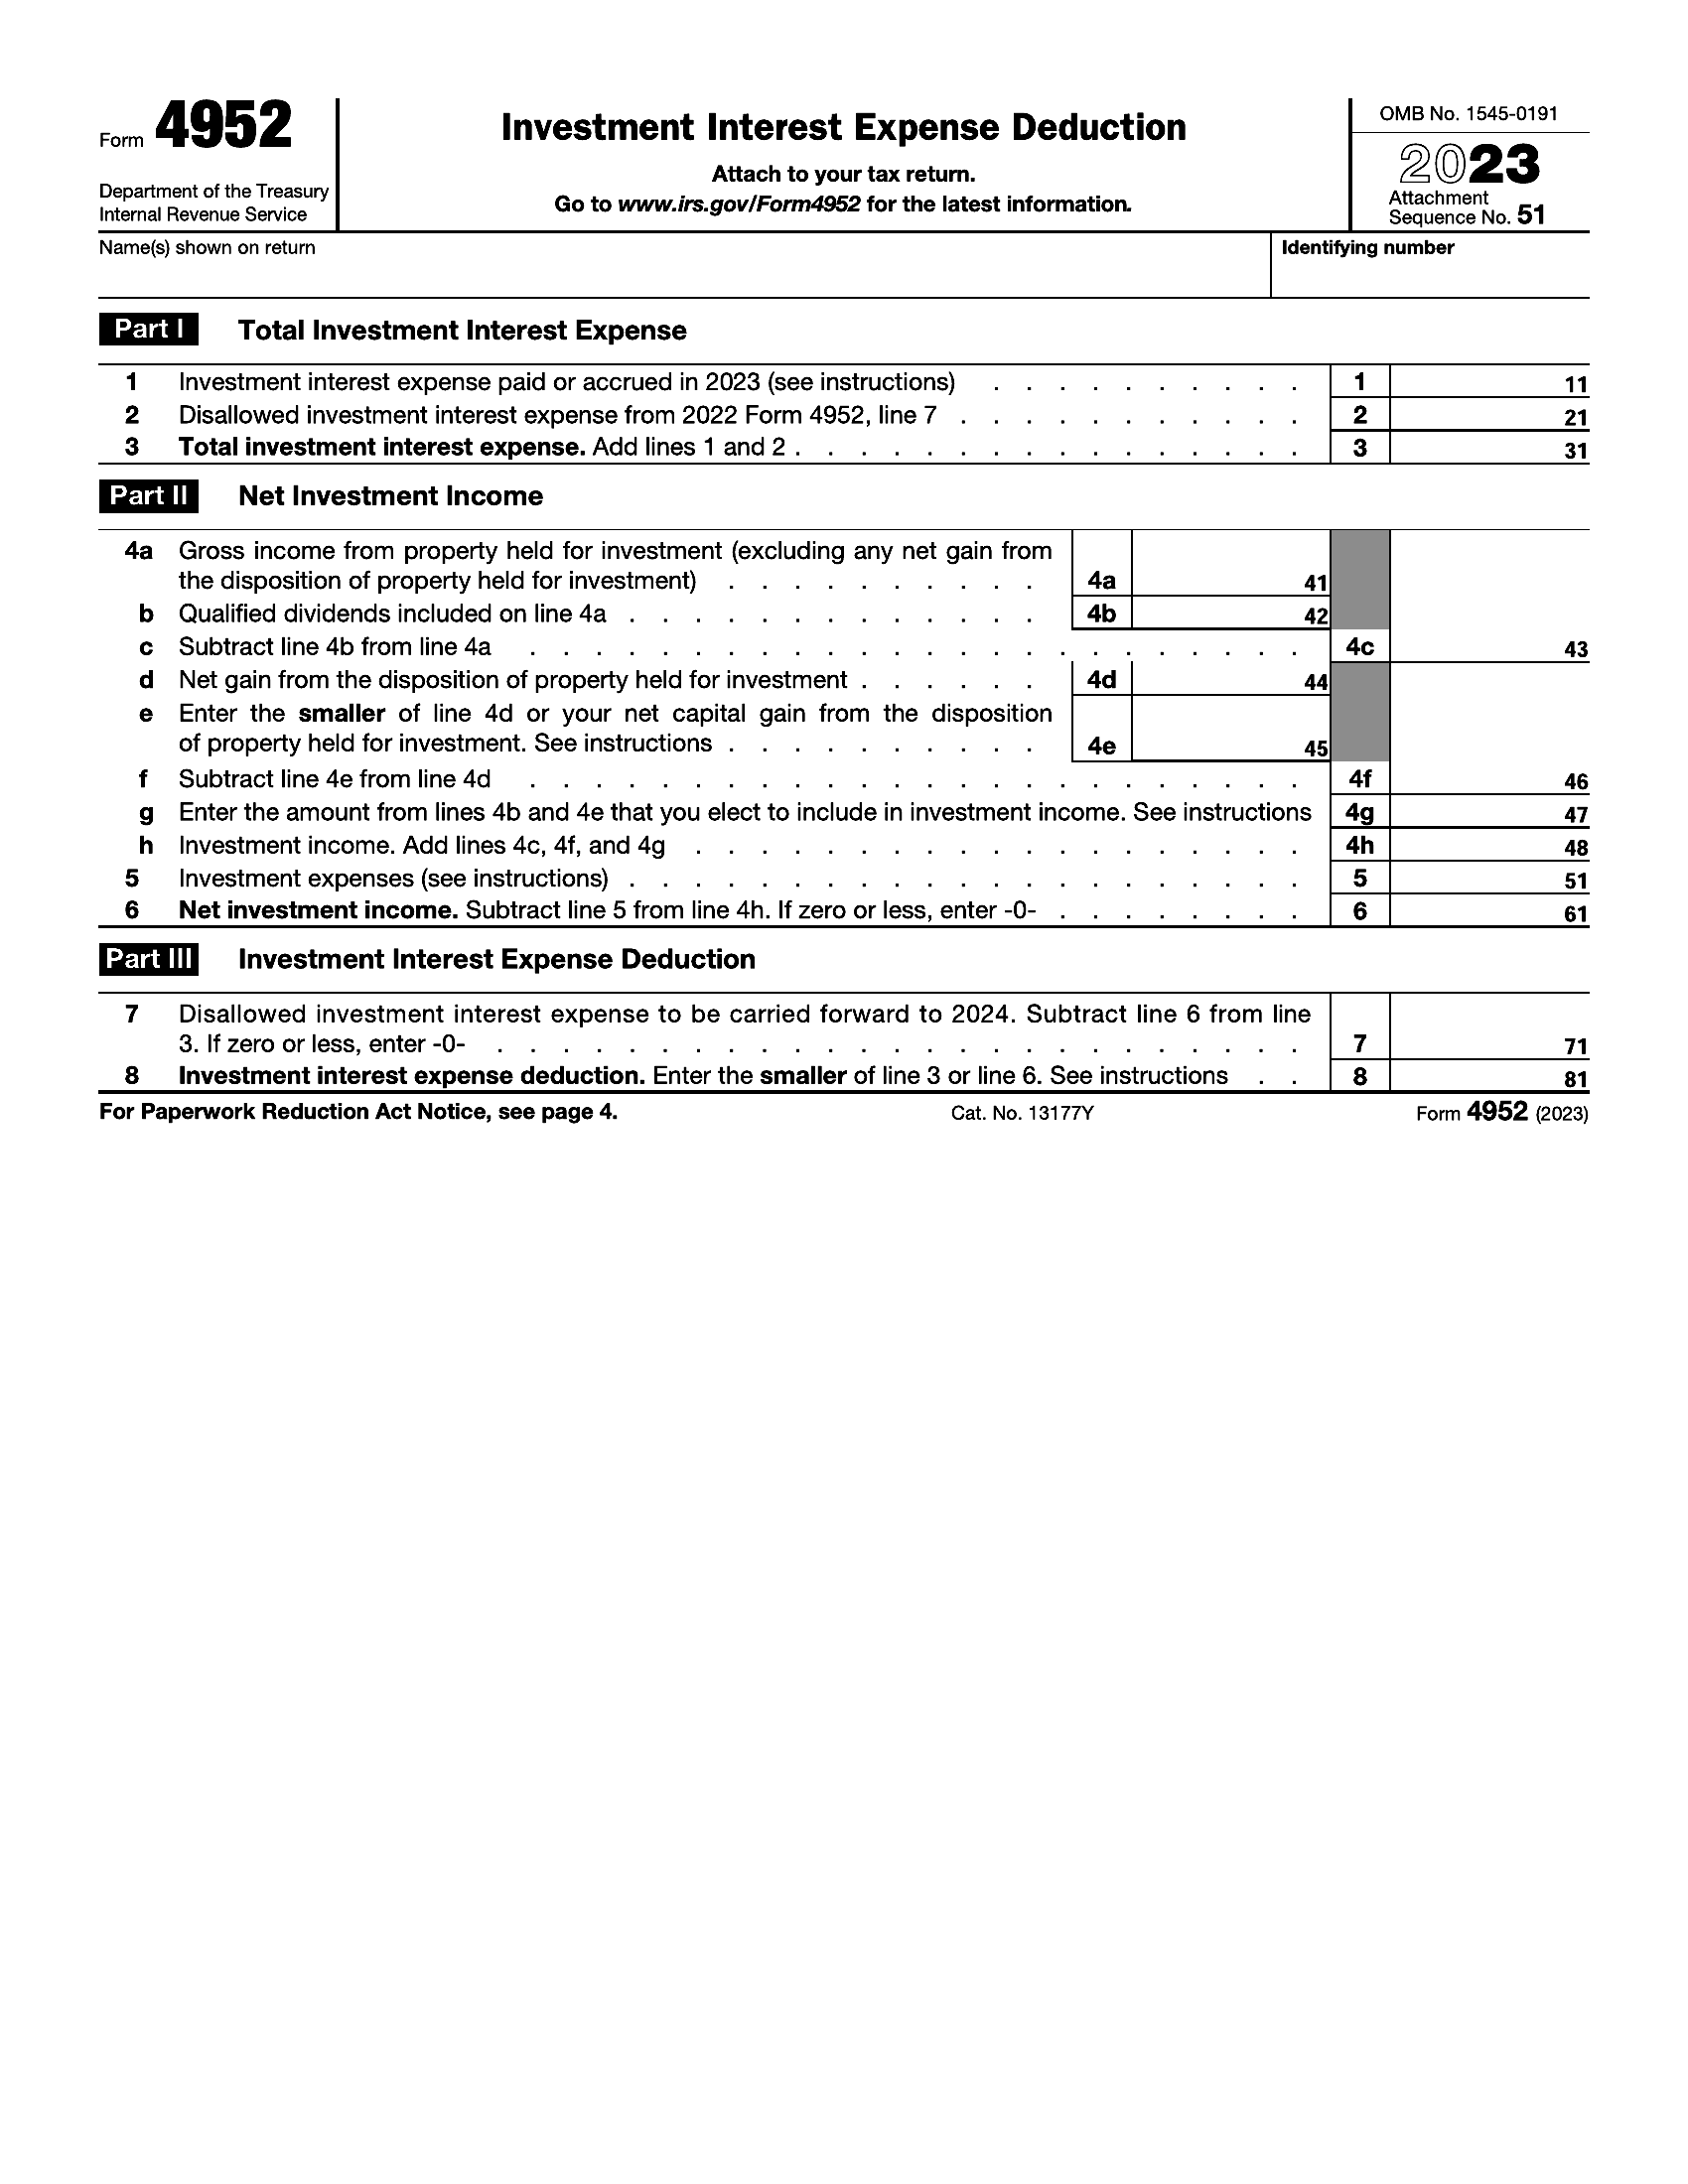 Form 4952
Department of the Treasury
Internal Revenue Service
Investment Interest Expense Deduction
Attach to your tax return.
Go to www.irs.gov/Form4952 for the latest information.
OMB No. 1545-0191
2023
Attachment
Sequence No. 51
Name(s) shown on return
Identifying number
Part I Total Investment Interest Expense
1 Investment interest expense paid or accrued in 2023 (see instructions) . . . . . . . . . . 1 11
2 Disallowed investment interest expense from 2022 Form 4952, line 7 . . . . . . . . . . . 2 21
3 Total investment interest expense. Add lines 1 and 2 . . . . . . . . . . . . . . . . 3 31
Part II Net Investment Income
4a Gross income from property held for investment (excluding any net gain from
the disposition of property held for investment) . . . . . . . . . . 4a 41
b Qualified dividends included on line 4a . . . . . . . . . . . . . 4b 42
c Subtract line 4b from line 4a . . . . . . . . . . . . . . . . . . . . . . . . 4c 43
d Net gain from the disposition of property held for investment . . . . . . 4d 44
e Enter the smaller of line 4d or your net capital gain from the disposition
of property held for investment. See instructions . . . . . . . . . . 4e 45
f Subtract line 4e from line 4d . . . . . . . . . . . . . . . . . . . . . . . . 4f 46
g Enter the amount from lines 4b and 4e that you elect to include in investment income. See instructions 4g 47
h Investment income. Add lines 4c, 4f, and 4g . . . . . . . . . . . . . . . . . . . 4h 48
5 Investment expenses (see instructions) . . . . . . . . . . . . . . . . . . . . . 5 51
6 Net investment income. Subtract line 5 from line 4h. If zero or less, enter -0- . . . . . . . . 6 61
Part III Investment Interest Expense Deduction
7 Disallowed investment interest expense to be carried forward to 2024. Subtract line 6 from line
3. If zero or less, enter -0- . . . . . . . . . . . . . . . . . . . . . . . . . 7 71
8 Investment interest expense deduction. Enter the smaller of line 3 or line 6. See instructions . . 8 81
For Paperwork Reduction Act Notice, see page 4. Cat. No. 13177Y Form 4952 (2023)